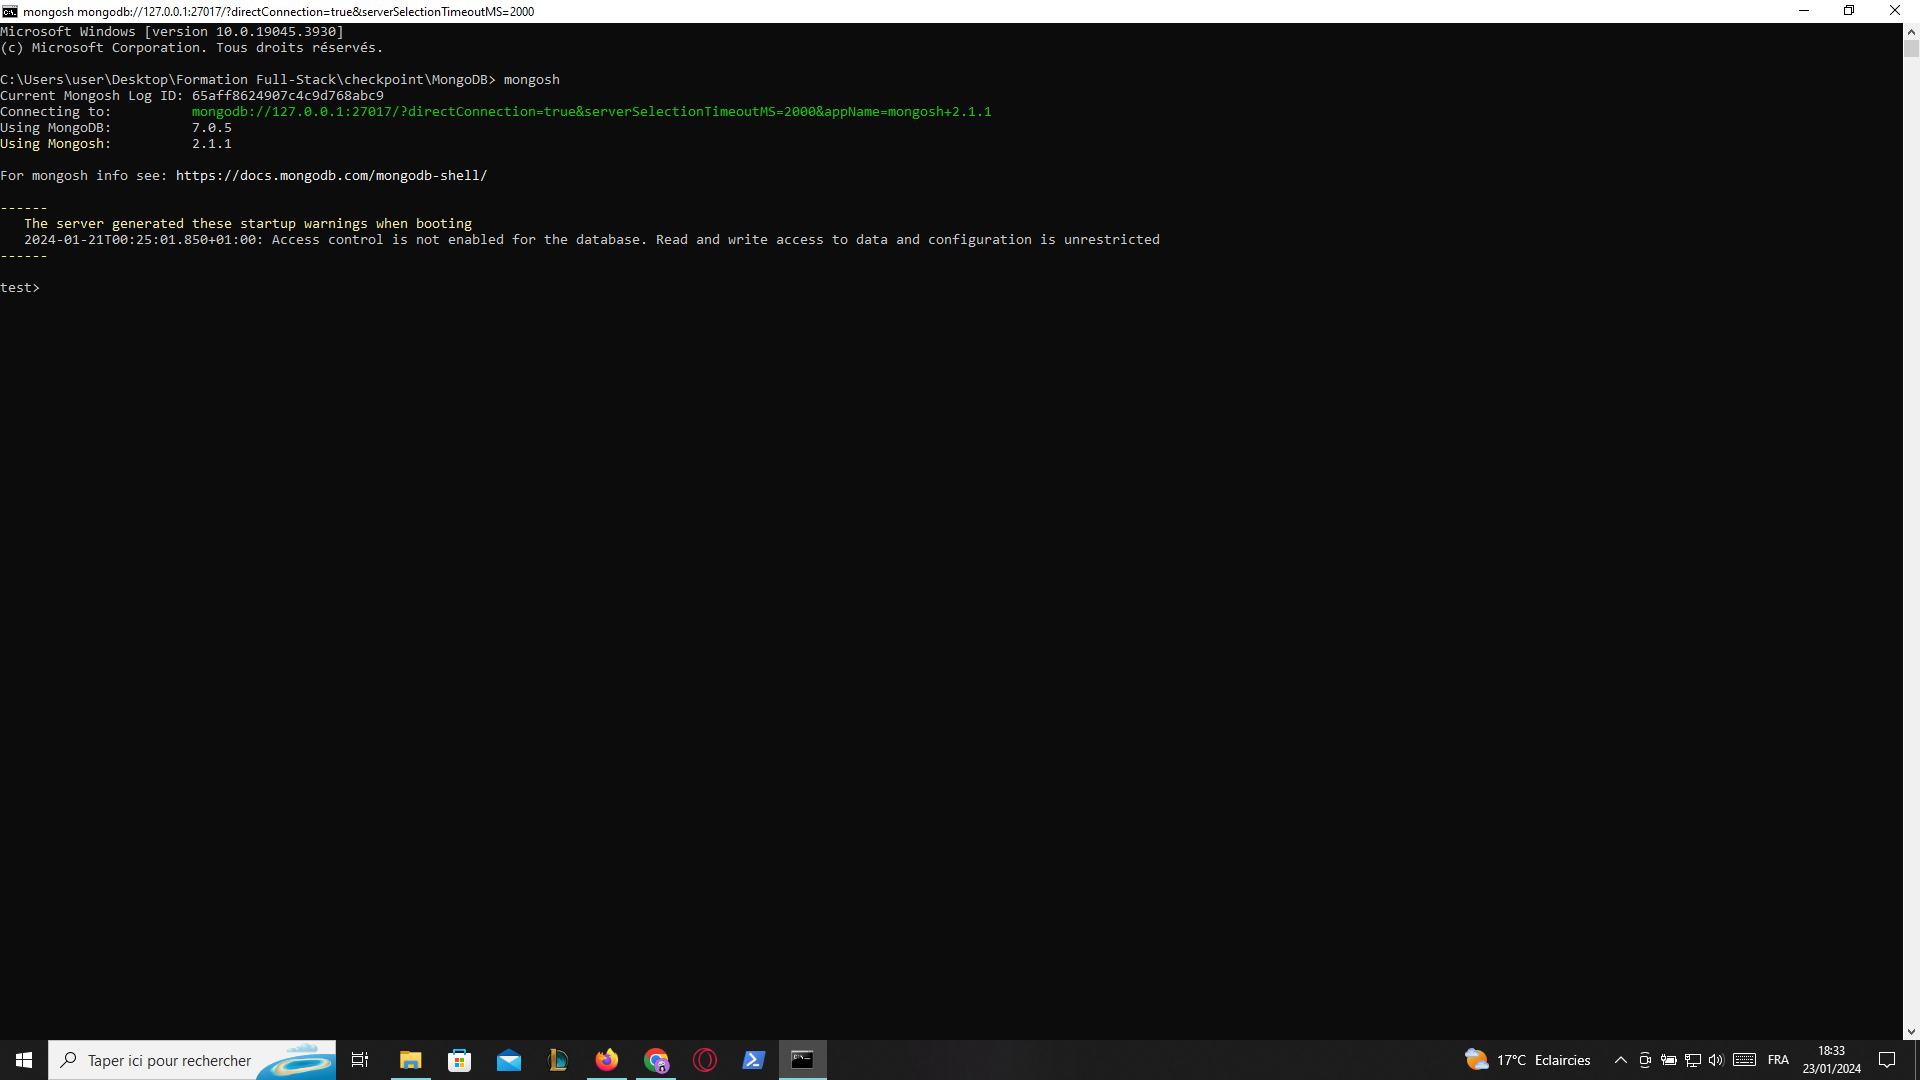 mongosh mongodb://127.0.0.1:27017/?directConnection=true&serverSelectionTimeoutMS=2000
Microsoft Windows [version 10.0.19045.3930]
(c) Microsoft Corporation. Tous droits réservés.
C:\Users\user\Desktop\Formation Full-Stack\checkpoint\MongoDB> mongosh
Current Mongosh Log ID: 65aff8624907c4c9d768abc9
Connecting to: mongodb://127.0.0.1:27017/?directConnection=true&serverSelectionTimeoutMS=2000&appName=mongosh+2.1.1
Using MongoDB: 7.0.5
Using Mongosh: 2.1.1
For mongosh info see: https://docs.mongodb.com/mongodb-shell/
------
The server generated these startup warnings when booting
2024-01-21T00:25:01.850+01:00: Access control is not enabled for the database. Read and write access to data and configuration is unrestricted
------
test>
Taper ici pour rechercher
17°C Eclaircies
FRA
18:33
23/01/2024